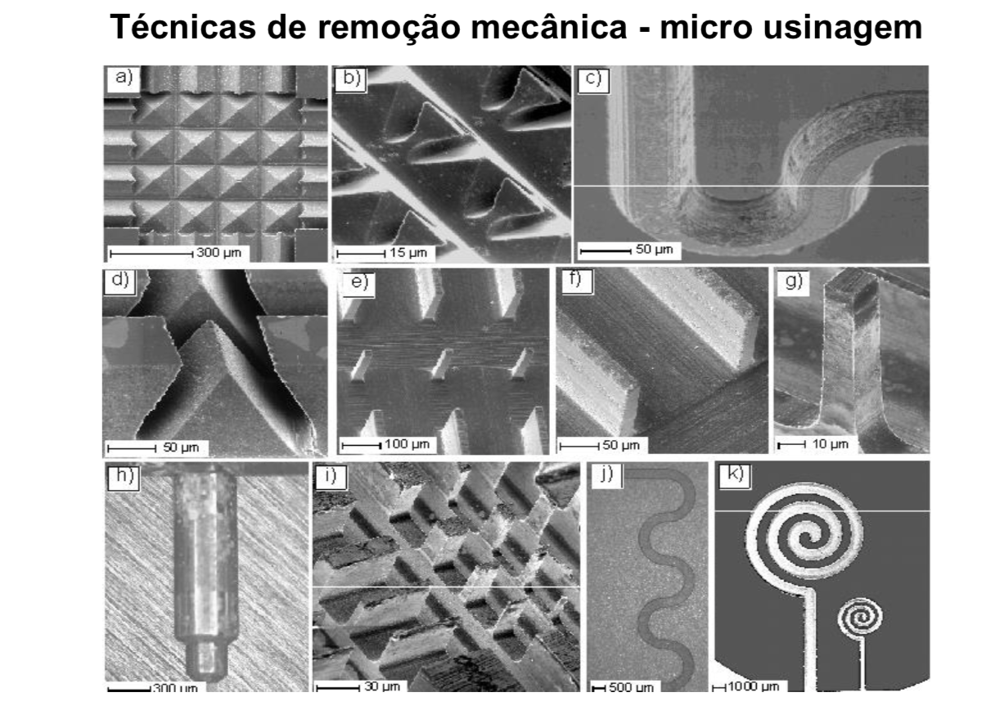 Técnicas de remoção mecânica - micro usinagem
a)
300 µm
b)
15 µm
c)
50 µm
d)
50 µm
e)
100 µm
f)
50 µm
g)
10 µm
h)
300 µm
i)
30 µm
j)
500 µm
k)
1000 µm